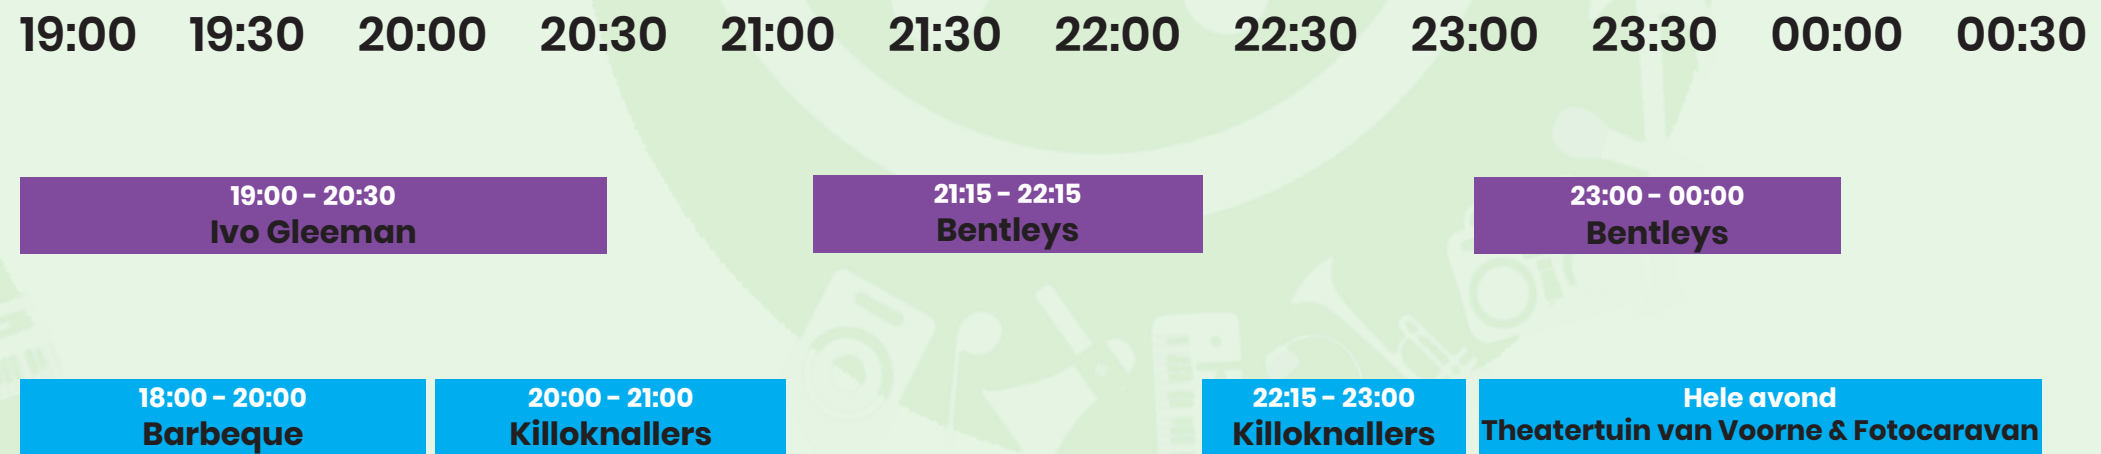 19:00 19:30 20:00 20:30 21:00 21:30 22:00 22:30 23:00 23:30 00:00 00:30
19:00 - 20:30
Ivo Gleeman
21:15 - 22:15
Bentleys
23:00 - 00:00
Bentleys
18:00 - 20:00
Barbeque
20:00 - 21:00
Killoknallers
22:15 - 23:00
Killoknallers
Hele avond
Theatertuin van Voorne & Fotocaravan